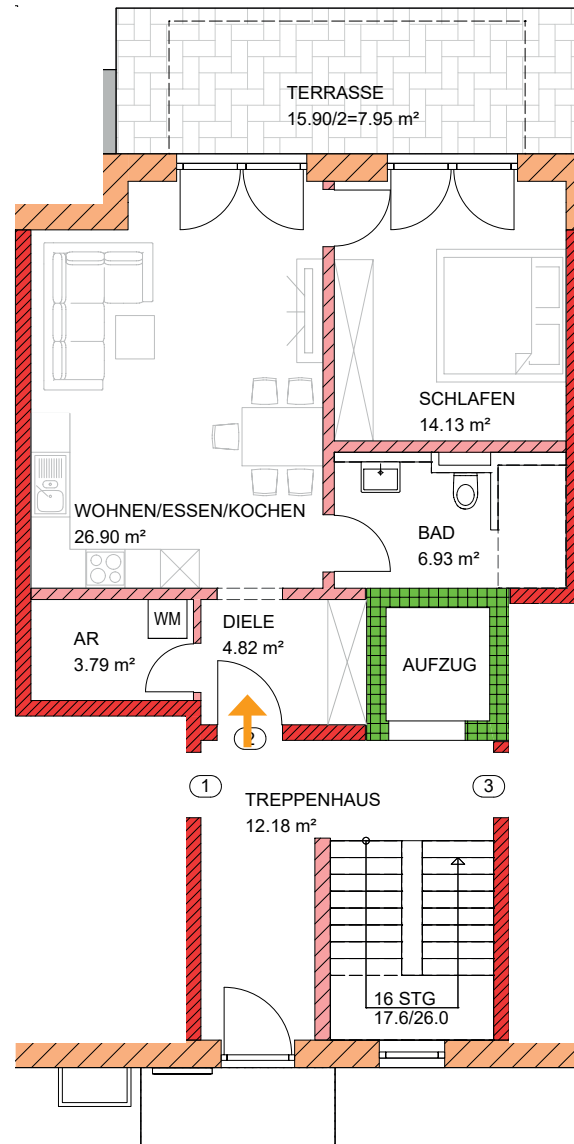 TERRASSE
15.90/2=7.95 m²
SCHLAFEN
14.13 m²
WOHNEN/ESSEN/KOCHEN
26.90 m²
BAD
6.93 m²
WM
DIELE
4.82 m²
AR
3.79 m²
AUFZUG
2
1
3
TREPPENHAUS
12.18 m²
16 STG
17.6/26.0